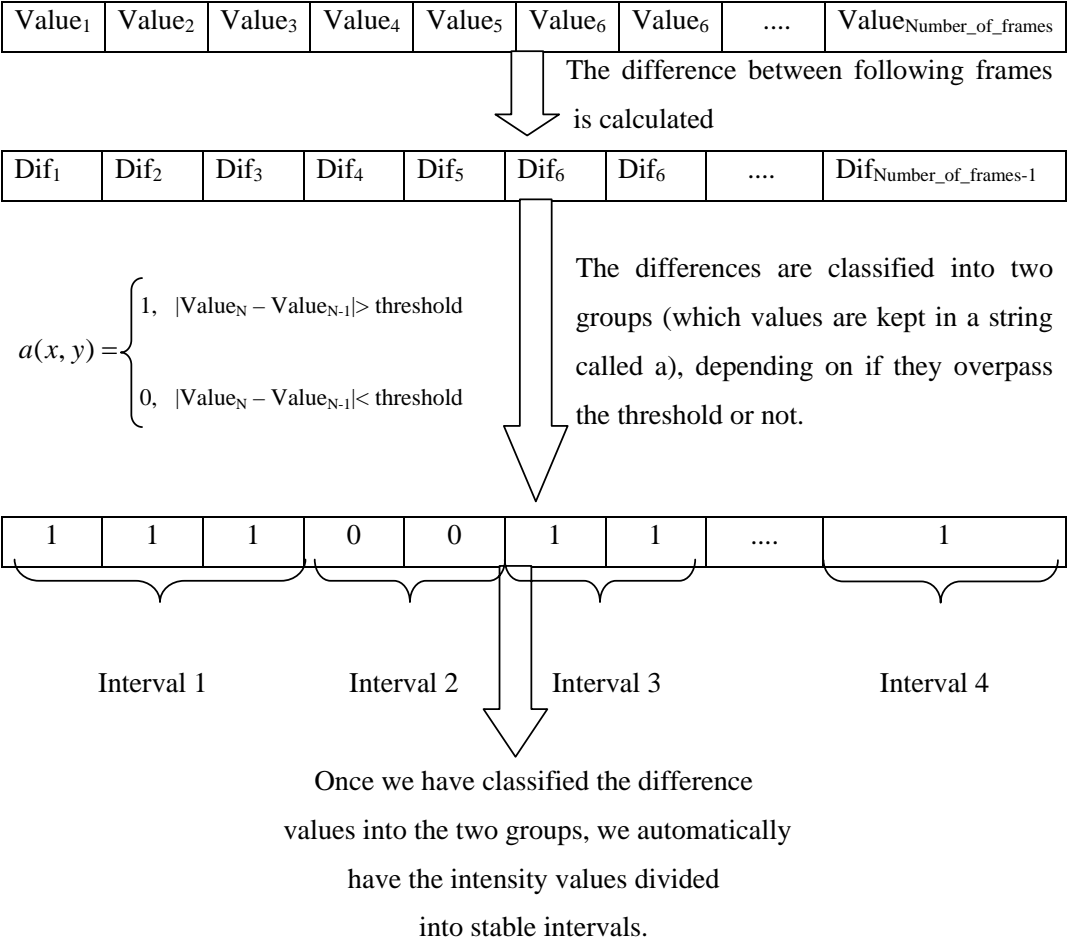 Value1 Value2 Value3 Value4 Value5 Value6 Value6 .... ValueNumber_of_frames
The difference between following frames
is calculated
Dif1 Dif2 Dif3 Dif4 Dif5 Dif6 Dif6 .... DifNumber_of_frames-1
The differences are classified into two
groups (which values are kept in a string
called a), depending on if they overpass
the threshold or not.
1, |ValueN – ValueN-1|> threshold
a(x, y) =
0, |ValueN – ValueN-1|< threshold
1 1 1 0 0 1 1 .... 1
Interval 1 Interval 2 Interval 3 Interval 4
Once we have classified the difference
values into the two groups, we automatically
have the intensity values divided
into stable intervals.